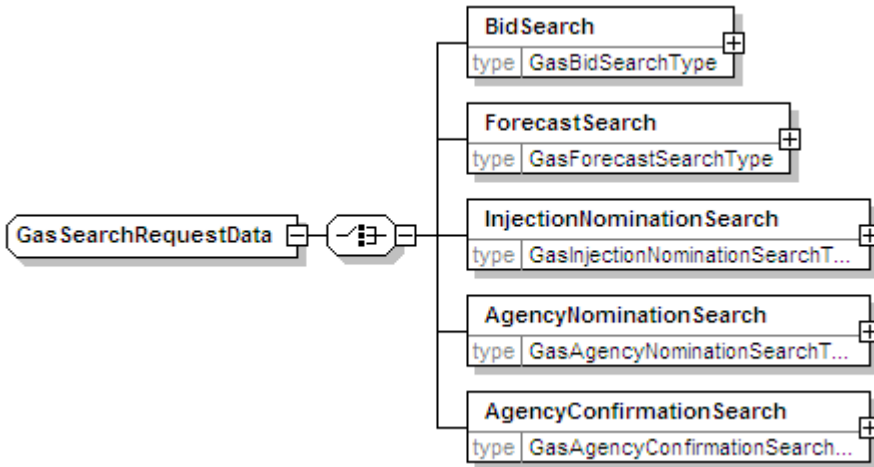 BidSearch
type GasBidSearchType
ForecastSearch
type GasForecastSearchType
GasSearchRequestData
InjectionNominationSearch
type GasInjectionNominationSearchT...
AgencyNominationSearch
type GasAgencyNominationSearchT...
AgencyConfirmationSearch
type GasAgencyConfirmationSearch...